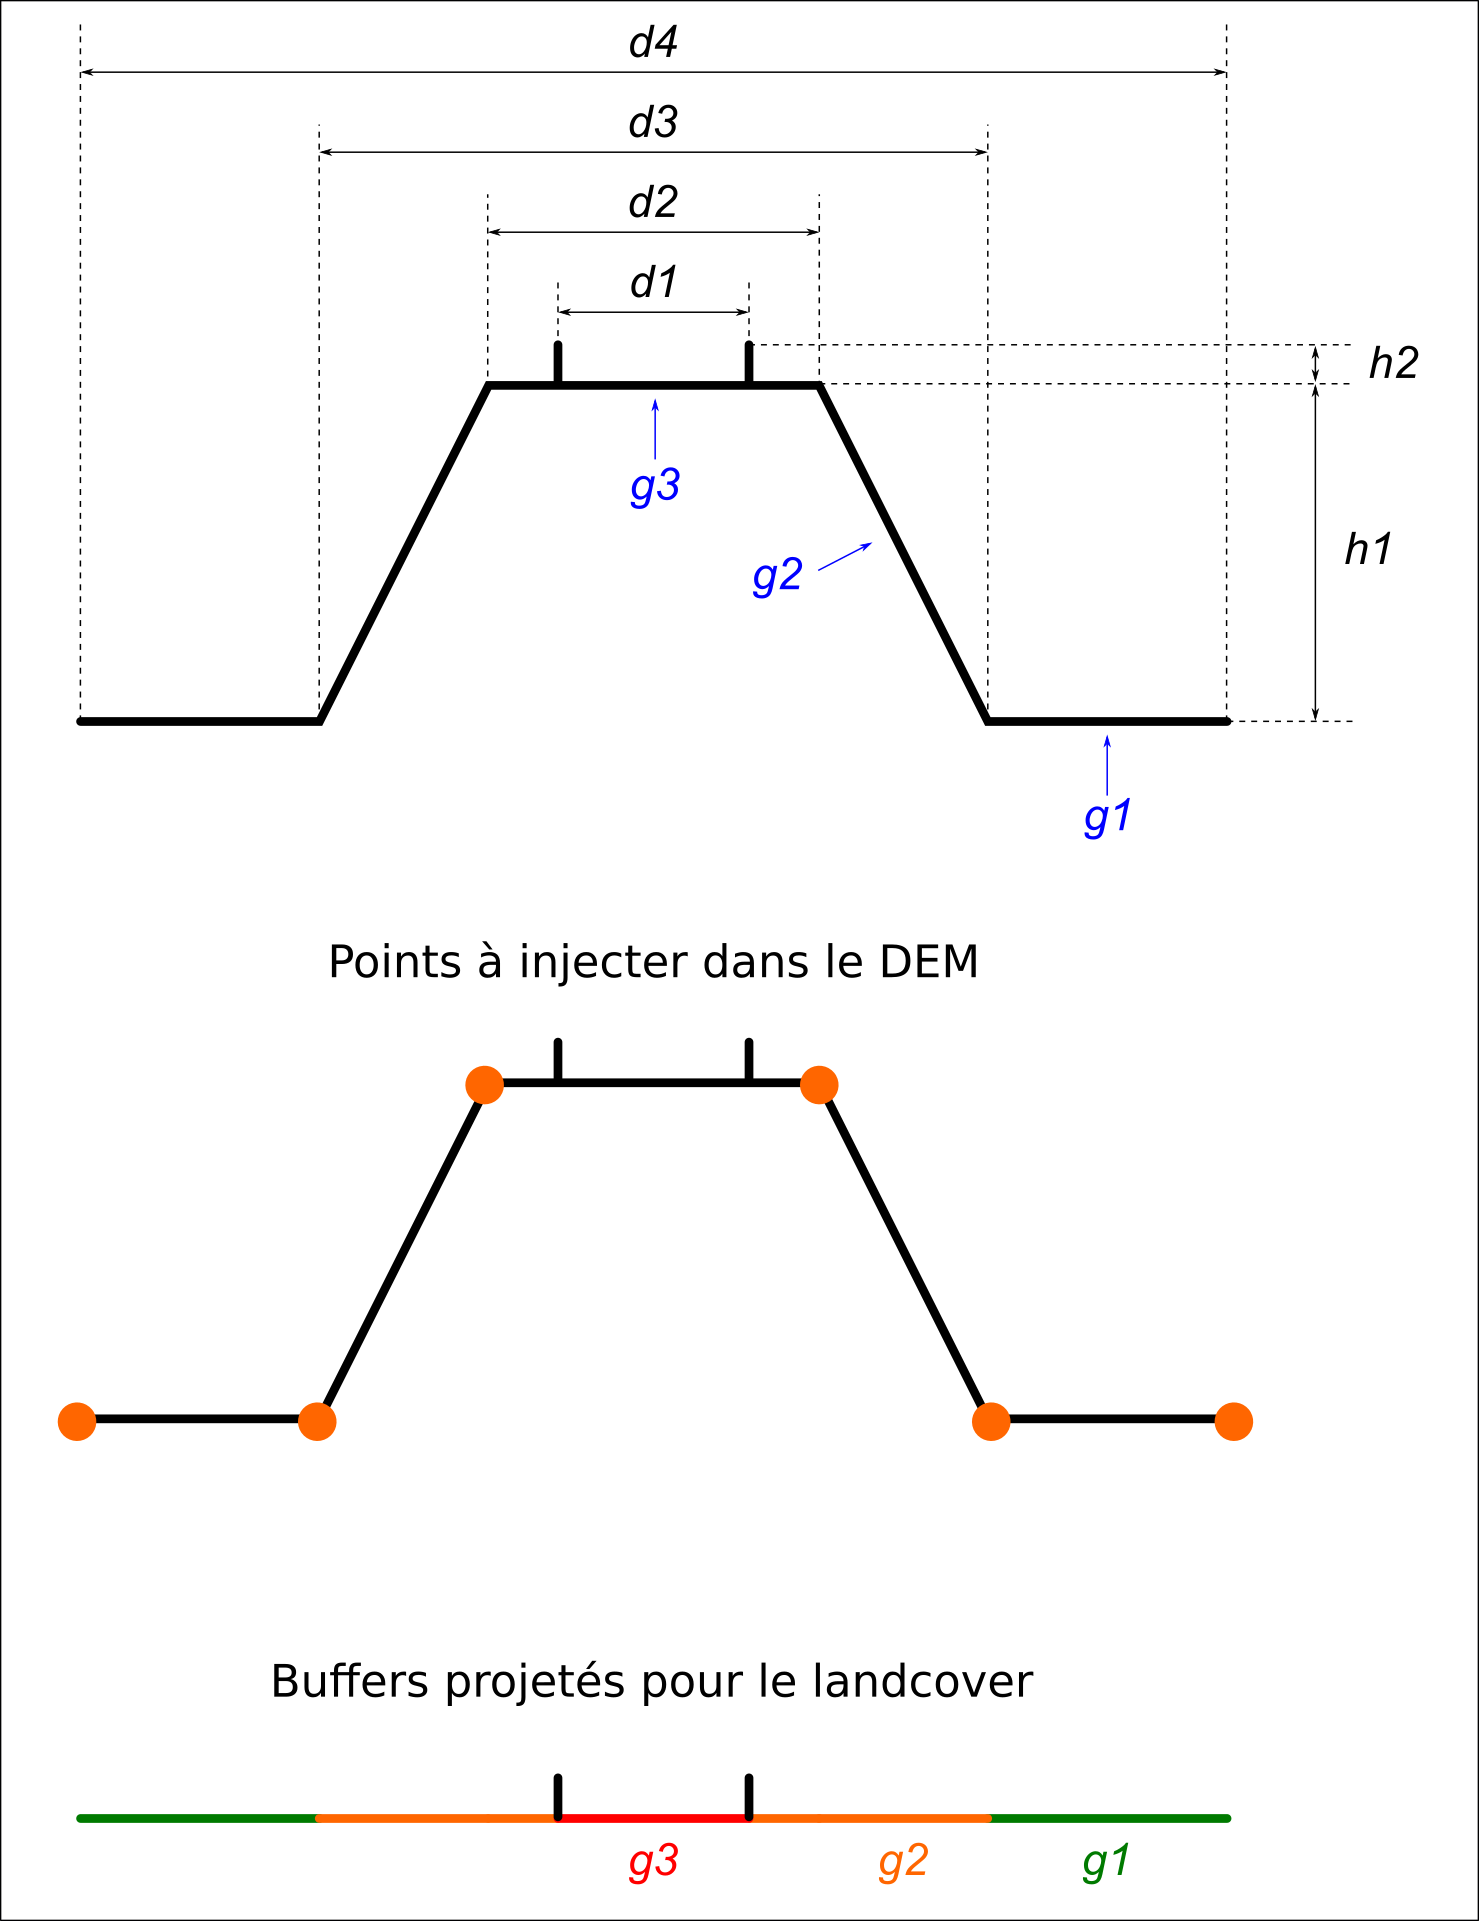 d4
d3
d2
d1
h2
g3
h1
g2
g1
Points à injecter dans le DEM
Buffers projetés pour le landcover
g3 g2 g1